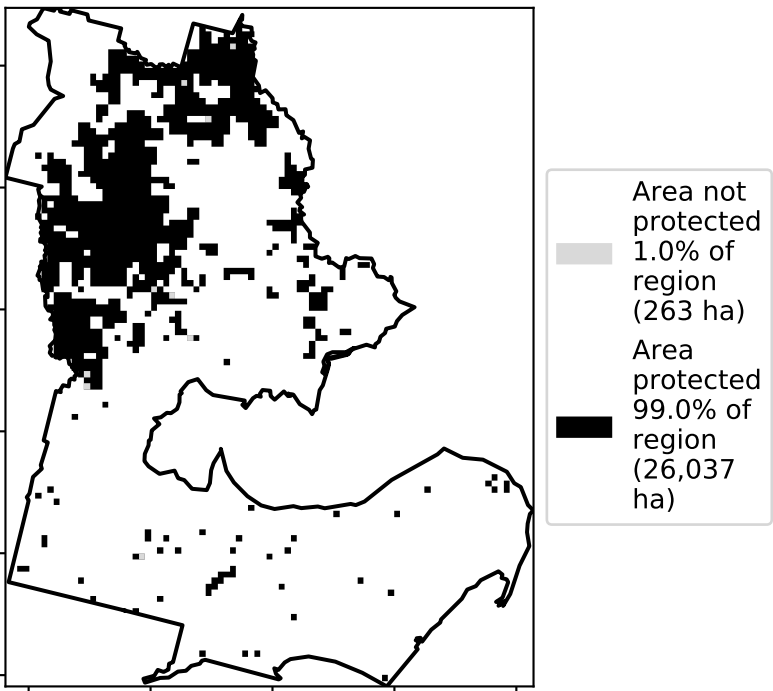 Area not
protected
1.0% of
region
(263 ha)
Area
protected
99.0% of
region
(26,037
ha)